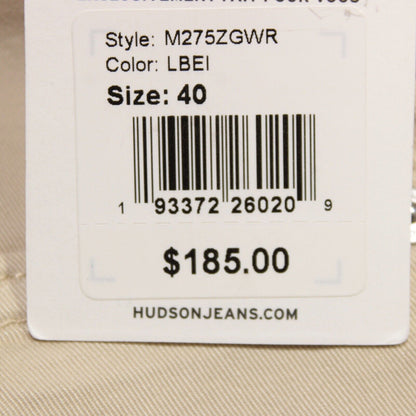 Style: M275ZGWR
Color: LBEI
Size: 40
1 93372 26020 9
$185.00
HUDSONJEANS.COM